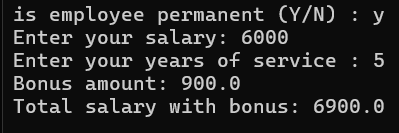 is employee permanent (Y/N) : y
Enter your salary: 6000
Enter your years of service : 5
Bonus amount: 900.0
Total salary with bonus: 6900.0